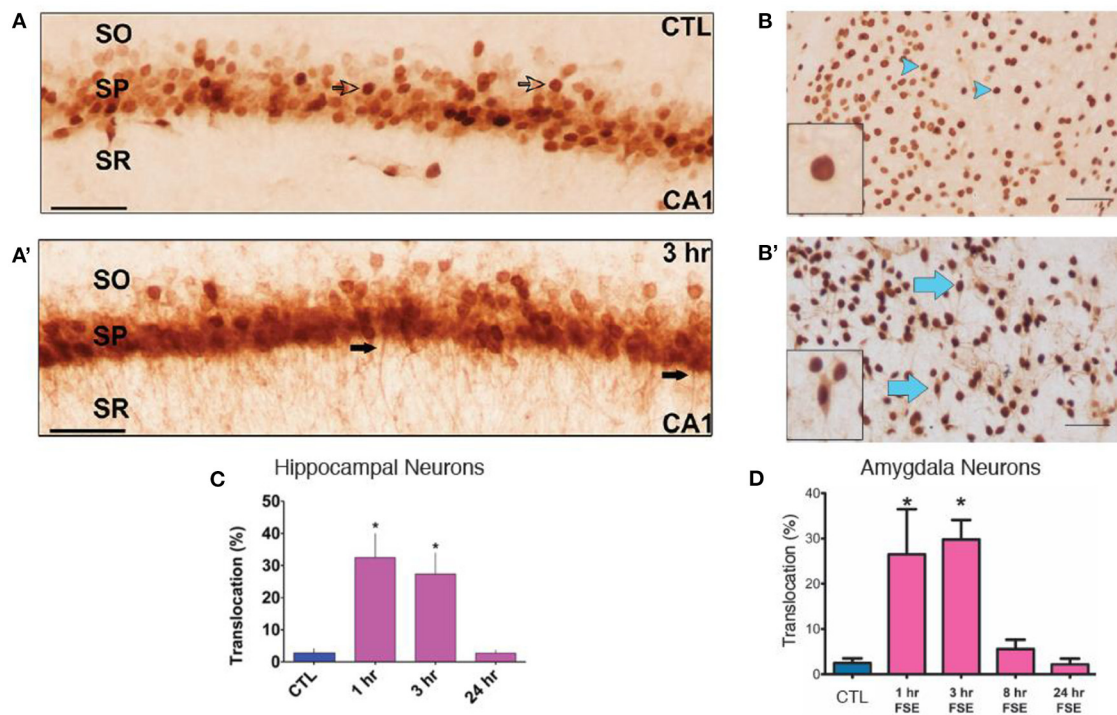 A
SO
CTL
SP
SR
CA1
B
A'
SO
3 hr
SP
SR
CA1
B'
C
Hippocampal Neurons
Translocation (%)
50
40
30
20
10
0
*
*
CTL
1 hr
3 hr
24 hr
D
Amygdala Neurons
Translocation (%)
40
30
20
10
0
*
*
CTL
1 hr
FSE
3 hr
FSE
8 hr
FSE
24 hr
FSE